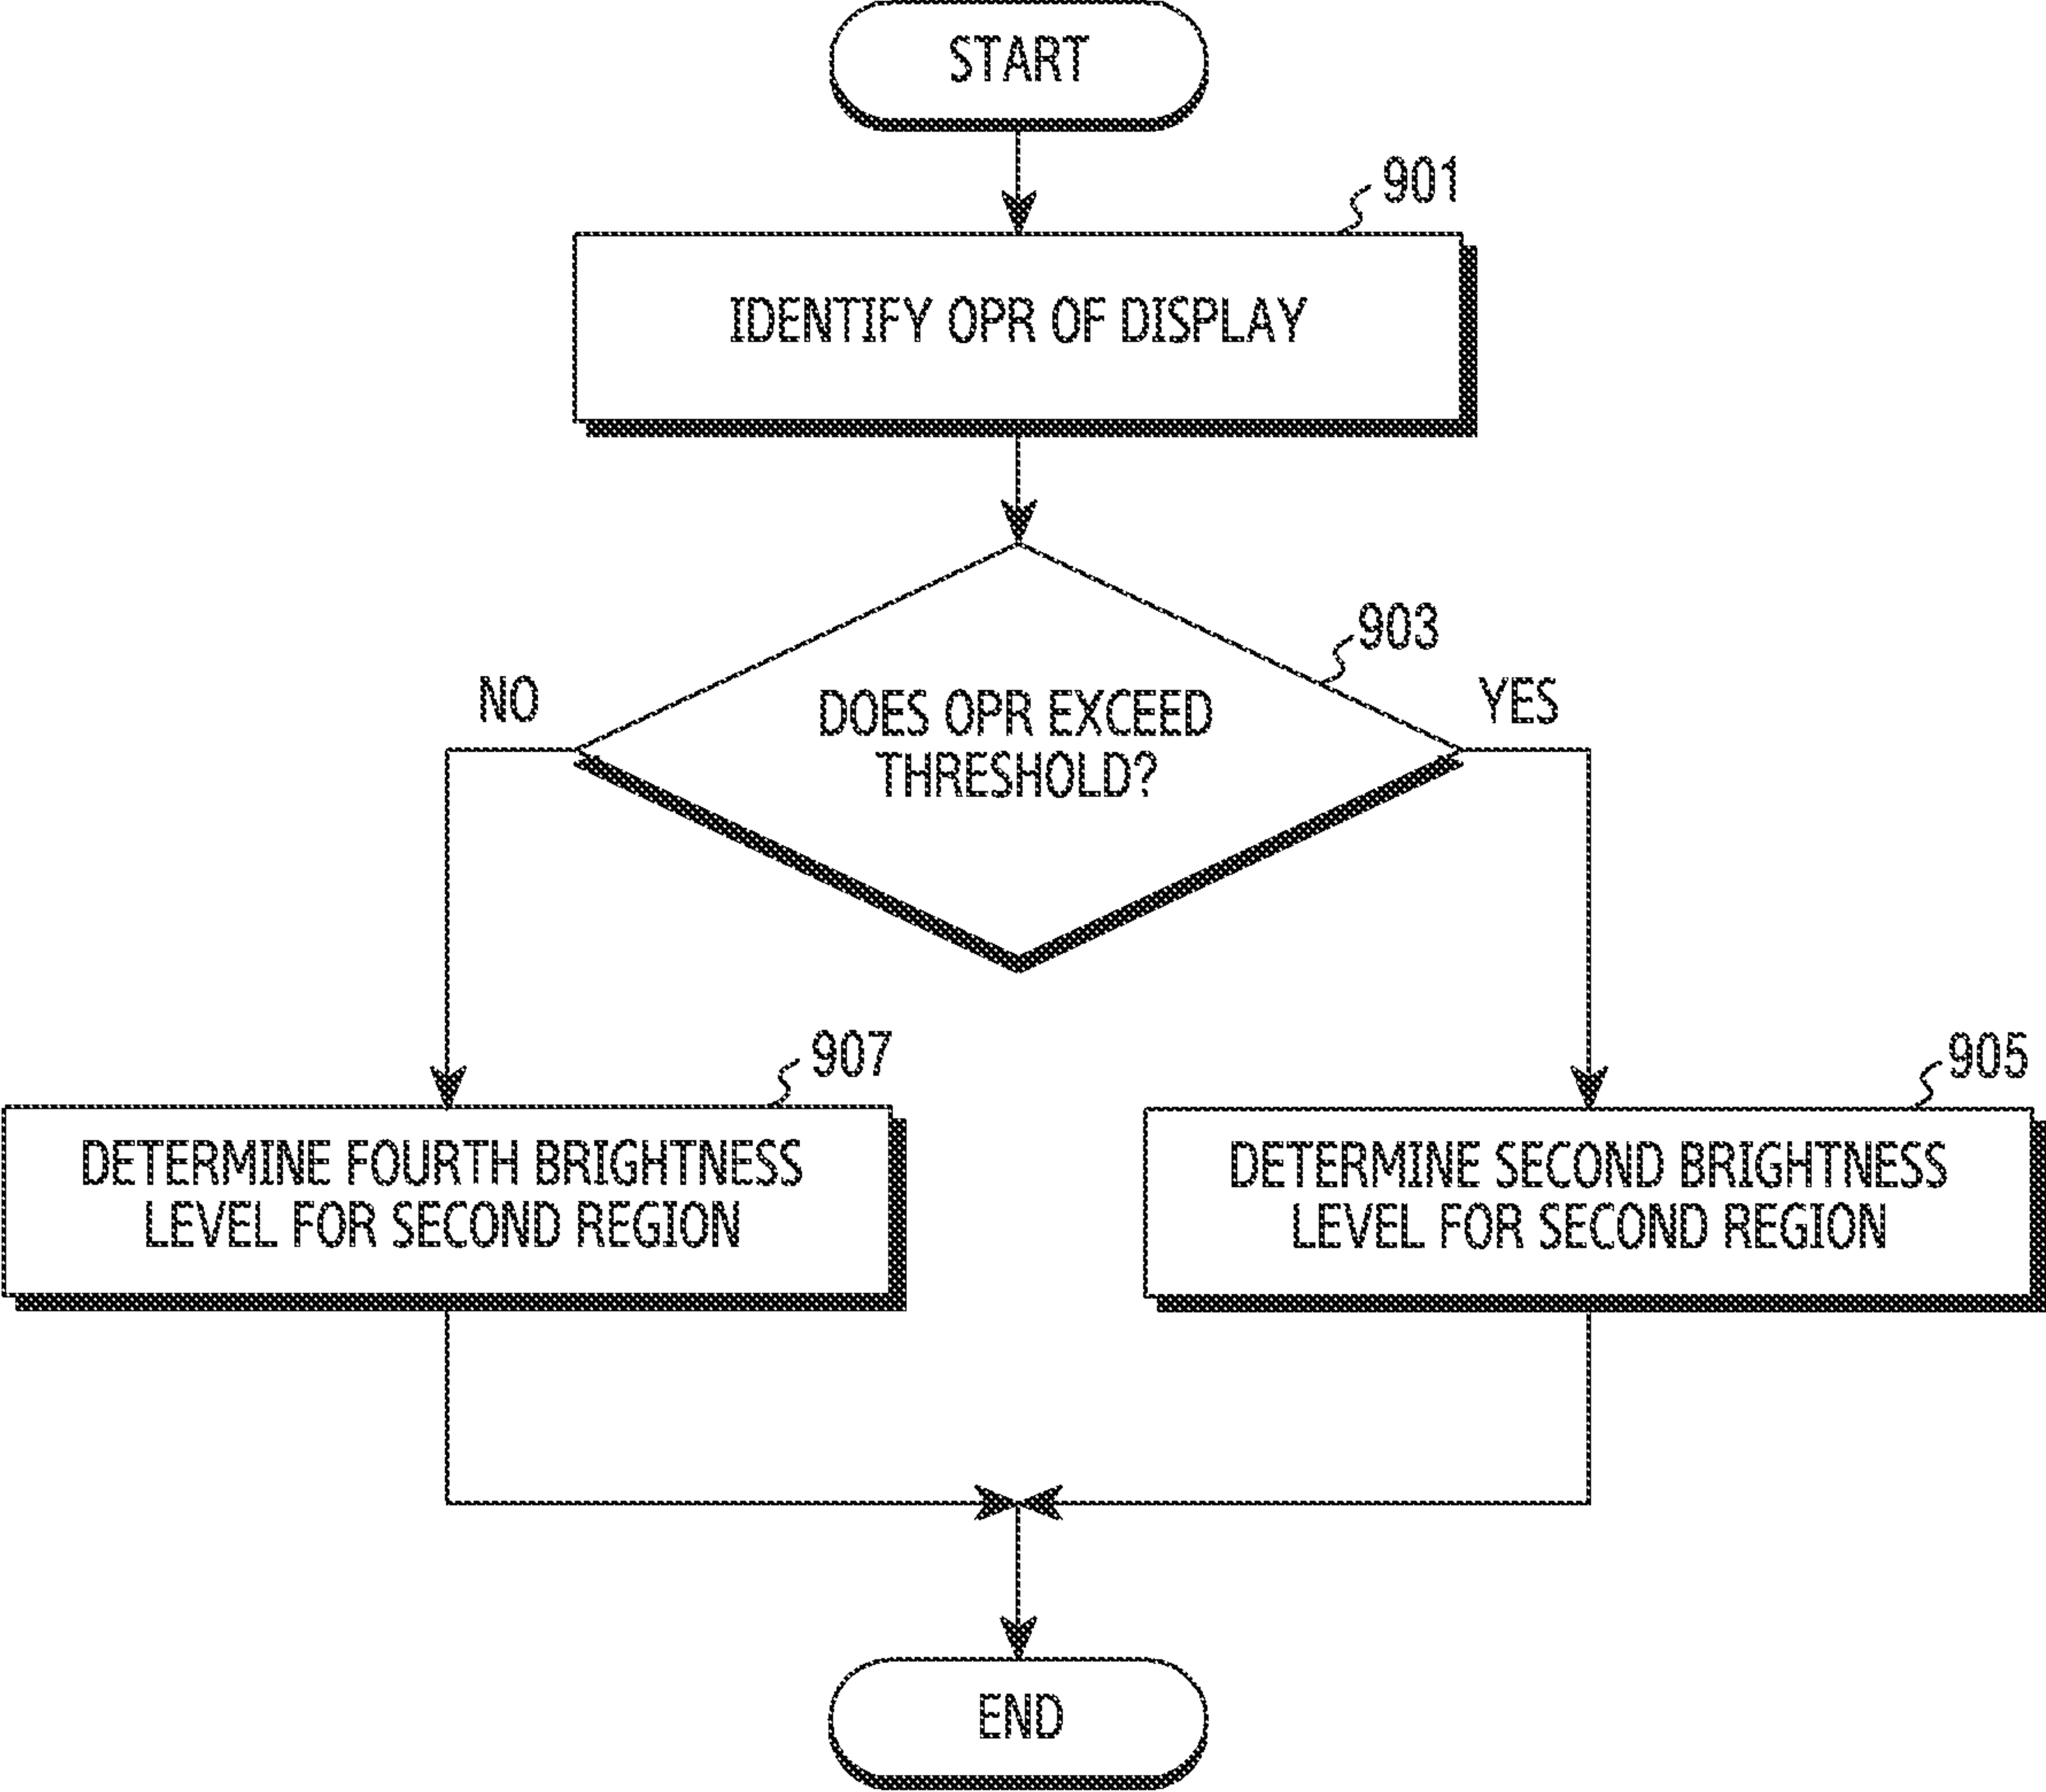 START
901
IDENTIFY OPR OF DISPLAY
903
NO
YES
DOES OPR EXCEED
THRESHOLD?
907
905
DETERMINE FOURTH BRIGHTNESS
LEVEL FOR SECOND REGION
DETERMINE SECOND BRIGHTNESS
LEVEL FOR SECOND REGION
END